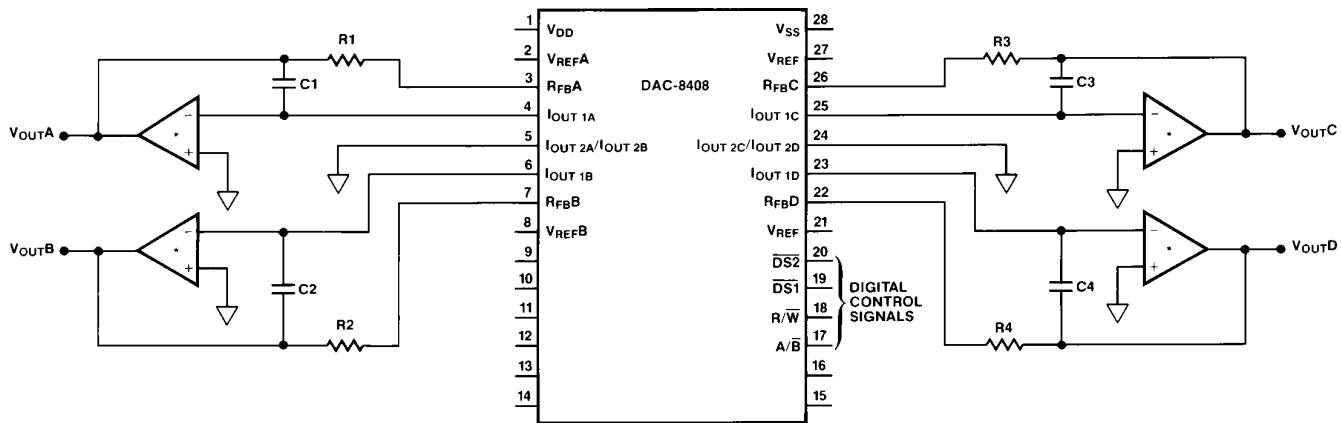 DAC-8408
1 VDD
2 VREFA
3 RFBA
4 IOUT 1A
5 IOUT 2A/IOUT 2B
6 IOUT 1B
7 RFBB
8 VREFB
9
10
11
12
13
14
28 VSS
27 VREF
26 RFBC
25 IOUT 1C
24 IOUT 2C/IOUT 2D
23 IOUT 1D
22 RFBD
21 VREF
20 D̅S̅2̅
19 D̅S̅1̅
18 R/W̅
17 A/B̅
16
15
DIGITAL
CONTROL
SIGNALS
R1
C1
VOUTA
-
*
+
VOUTB
-
*
+
C2
R2
R3
C3
-
*
+
VOUTC
-
*
+
VOUTD
C4
R4